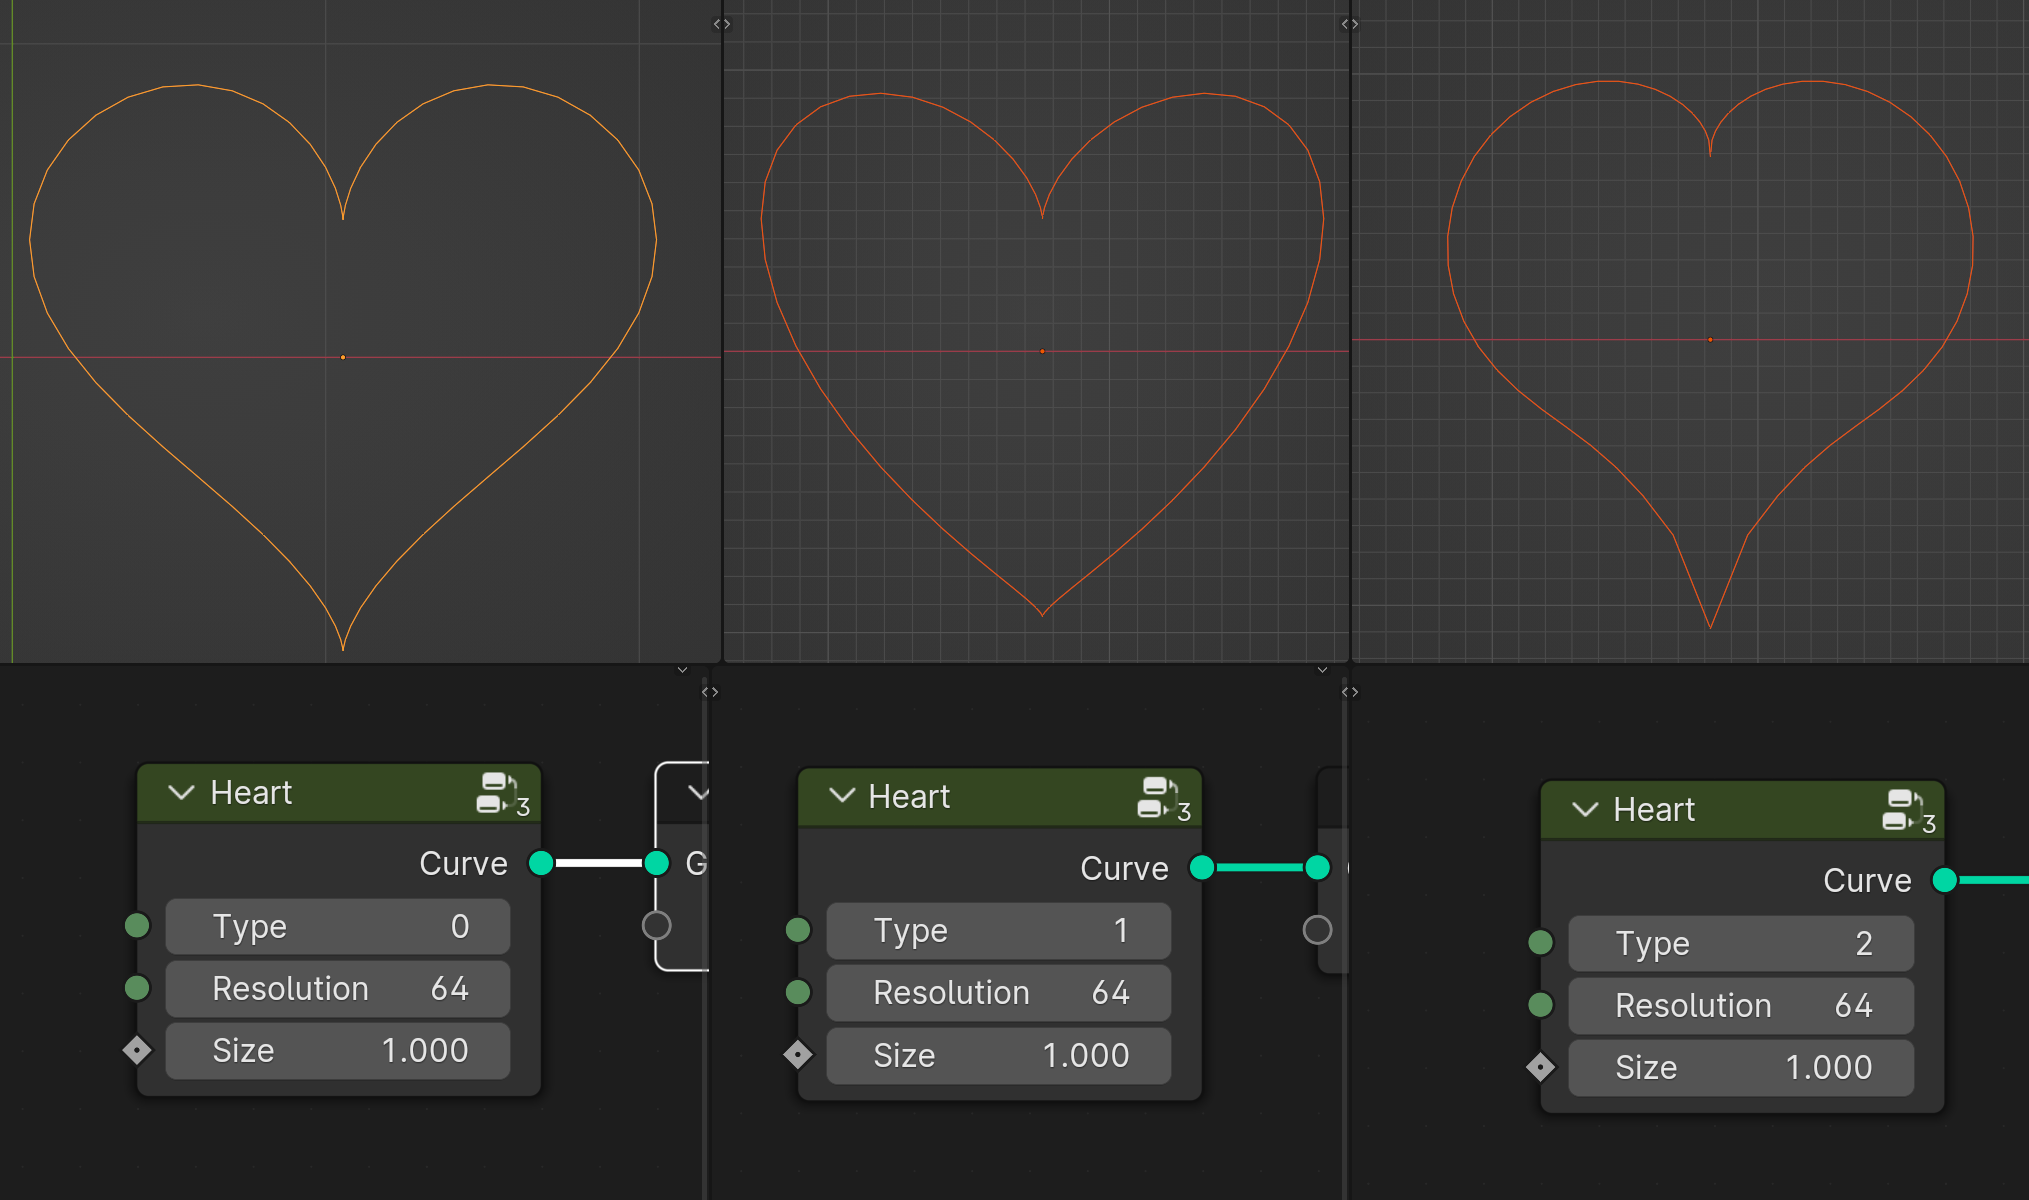 Heart
3
Curve
G
Type 0
Resolution 64
Size 1.000
Heart
3
Curve
Type 1
Resolution 64
Size 1.000
Heart
3
Curve
Type 2
Resolution 64
Size 1.000